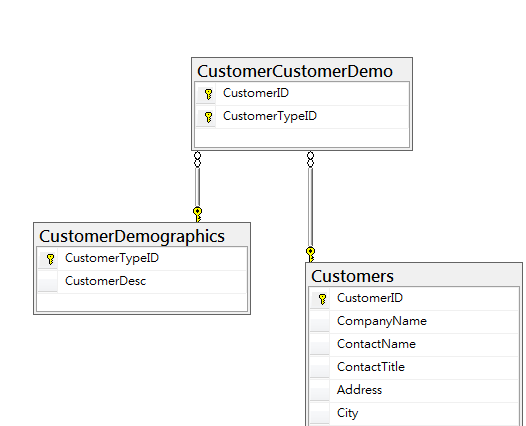 CustomerCustomerDemo
CustomerID
CustomerTypeID
CustomerDemographics
CustomerTypeID
CustomerDesc
Customers
CustomerID
CompanyName
ContactName
ContactTitle
Address
City